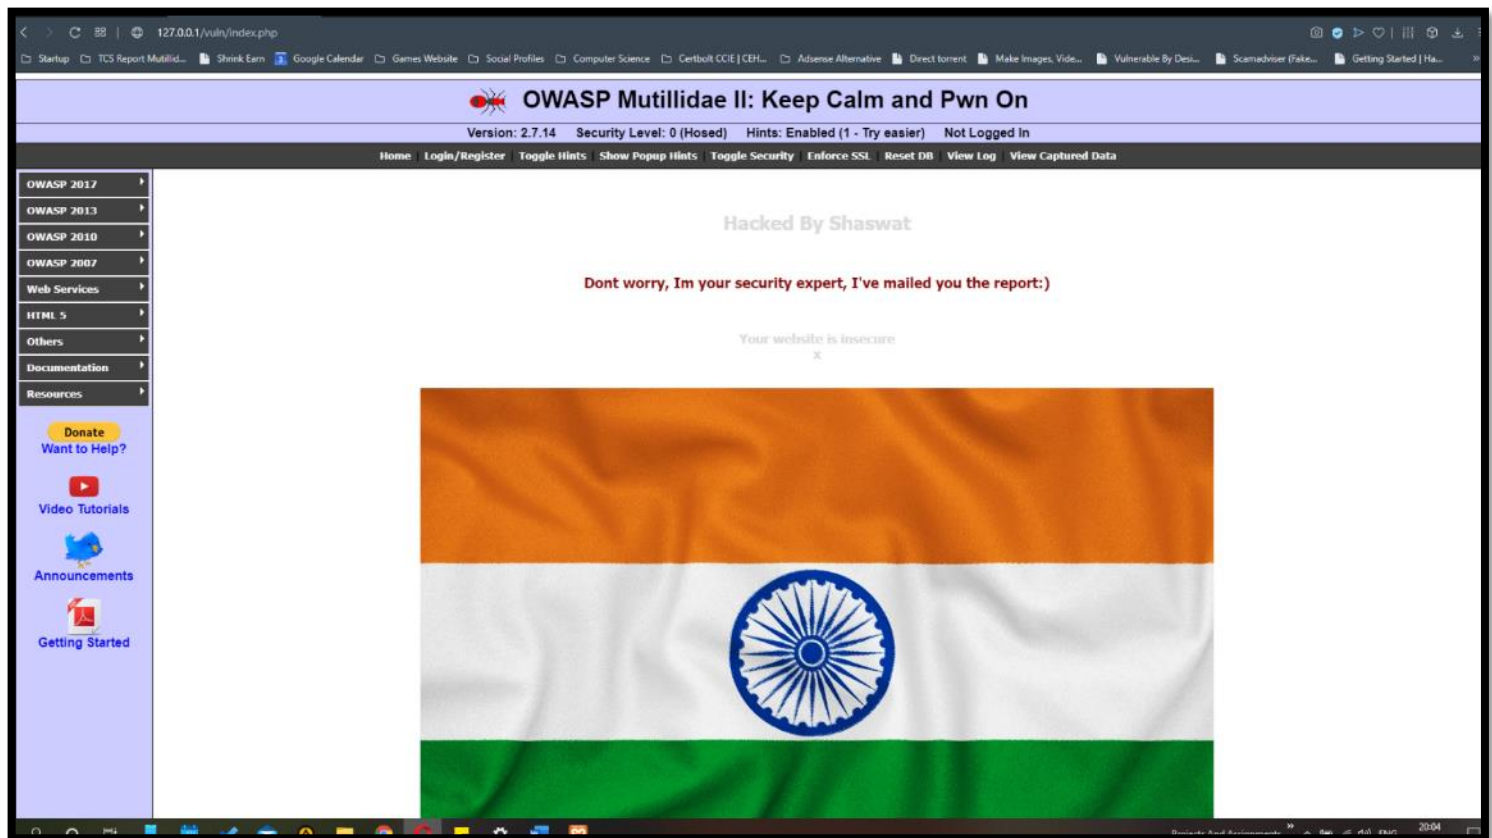 127.0.0.1/vuln/index.php
Startup TCS Report Mutillid... Shrink Earn Google Calendar Games Website Social Profiles Computer Science Certbolt CCIE | CEH... Adsense Alternative Direct torrent Make Images, Vide... Vulnerable By Desi... Scamadviser (Fake... Getting Started | Ha... »
OWASP Mutillidae II: Keep Calm and Pwn On
Version: 2.7.14 Security Level: 0 (Hosed) Hints: Enabled (1 - Try easier) Not Logged In
Home Login/Register Toggle Hints Show Popup Hints Toggle Security Enforce SSL Reset DB View Log View Captured Data
OWASP 2017
OWASP 2013
OWASP 2010
OWASP 2007
Web Services
HTML 5
Others
Documentation
Resources
Donate
Want to Help?
Video Tutorials
Announcements
Getting Started
Hacked By Shaswat
Dont worry, Im your security expert, I've mailed you the report:)
Your website is insecure
x
Projects And Assignments » ENG 20:04